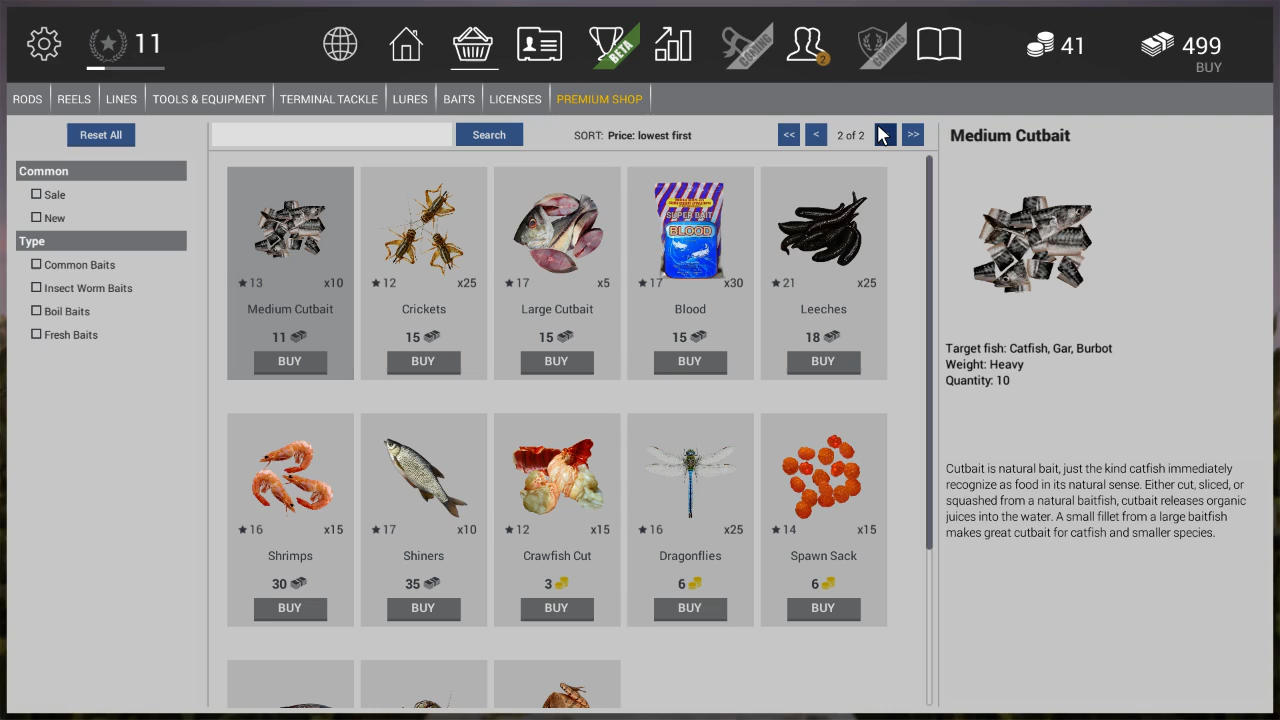 11
BETA
COMING
2
COMING
41
499
BUY
RODS
REELS
LINES
TOOLS & EQUIPMENT
TERMINAL TACKLE
LURES
BAITS
LICENSES
PREMIUM SHOP
Reset All
Search
SORT: Price: lowest first
<<
<
2 of 2
>>
Common
Sale
New
Type
Common Baits
Insect Worm Baits
Boil Baits
Fresh Baits
13 x10
Medium Cutbait
11
BUY
12 x25
Crickets
15
BUY
17 x5
Large Cutbait
15
BUY
SUPER BAIT
BLOOD
17 x30
Blood
15
BUY
21 x25
Leeches
18
BUY
16 x15
Shrimps
30
BUY
17 x10
Shiners
35
BUY
12 x15
Crawfish Cut
3
BUY
16 x25
Dragonflies
6
BUY
14 x15
Spawn Sack
6
BUY
Medium Cutbait
Target fish: Catfish, Gar, Burbot
Weight: Heavy
Quantity: 10
Cutbait is natural bait, just the kind catfish immediately
recognize as food in its natural sense. Either cut, sliced, or
squashed from a natural baitfish, cutbait releases organic
juices into the water. A small fillet from a large baitfish
makes great cutbait for catfish and smaller species.